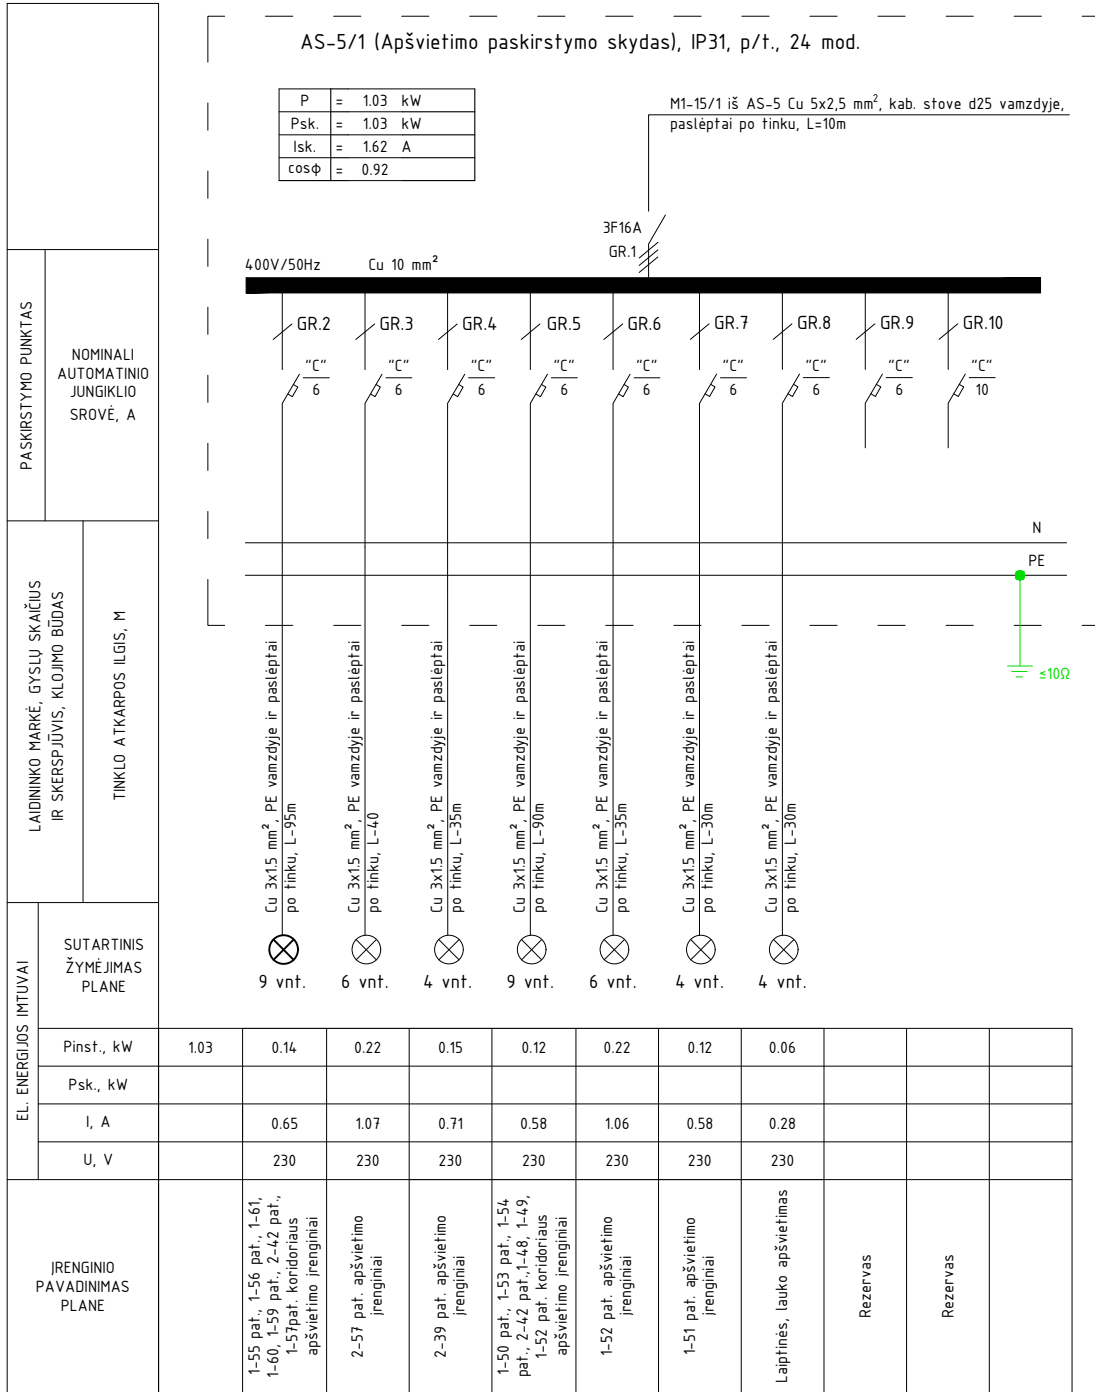 AS-5/1 (Apšvietimo paskirstymo skydas), IP31, p/t., 24 mod.
P = 1.03 kW
Psk. = 1.03 kW
Isk. = 1.62 A
cosφ = 0.92
M1-15/1 iš AS-5 Cu 5x2,5 mm², kab. stove d25 vamzdyje,
paslėptai po tinku, L=10m
3F16A
GR.1
400V/50Hz Cu 10 mm²
PASKIRSTYMO PUNKTAS
NOMINALI
AUTOMATINIO
JUNGIKLIO
SROVĖ, A
GR.2 GR.3 GR.4 GR.5 GR.6 GR.7 GR.8 GR.9 GR.10
"C" "C" "C" "C" "C" "C" "C" "C" "C"
6 6 6 6 6 6 6 6 10
N
PE
≤10Ω
LAIDININKO MARKĖ, GYSLŲ SKAIČIUS
IR SKERSPJŪVIS, KLOJIMO BŪDAS
TINKLO ATKARPOS ILGIS, M
Cu 3x1.5 mm², PE vamzdyje ir paslėptai
po tinku, L-95m
Cu 3x1.5 mm², PE vamzdyje ir paslėptai
po tinku, L-40
Cu 3x1.5 mm², PE vamzdyje ir paslėptai
po tinku, L-35m
Cu 3x1.5 mm², PE vamzdyje ir paslėptai
po tinku, L-90m
Cu 3x1.5 mm², PE vamzdyje ir paslėptai
po tinku, L-35m
Cu 3x1.5 mm², PE vamzdyje ir paslėptai
po tinku, L-30m
Cu 3x1.5 mm², PE vamzdyje ir paslėptai
po tinku, L-30m
EL. ENERGIJOS IMTUVAI
SUTARTINIS
ŽYMĖJIMAS
PLANE
9 vnt. 6 vnt. 4 vnt. 9 vnt. 6 vnt. 4 vnt. 4 vnt.
Pinst., kW 1.03 0.14 0.22 0.15 0.12 0.22 0.12 0.06
Psk., kW
I, A 0.65 1.07 0.71 0.58 1.06 0.58 0.28
U, V 230 230 230 230 230 230 230
ĮRENGINIO
PAVADINIMAS
PLANE
1-55 pat., 1-56 pat., 1-61,
1-60, 1-59 pat., 2-42 pat.,
1-57pat. koridoriaus
apšvietimo įrenginiai
2-57 pat. apšvietimo
įrenginiai
2-39 pat. apšvietimo
įrenginiai
1-50 pat., 1-53 pat., 1-54
pat., 2-42 pat.,1-48, 1-49,
1-52 pat. koridoriaus
apšvietimo įrenginiai
1-52 pat. apšvietimo
įrenginiai
1-51 pat. apšvietimo
įrenginiai
Laiptinės, lauko apšvietimas
Rezervas
Rezervas